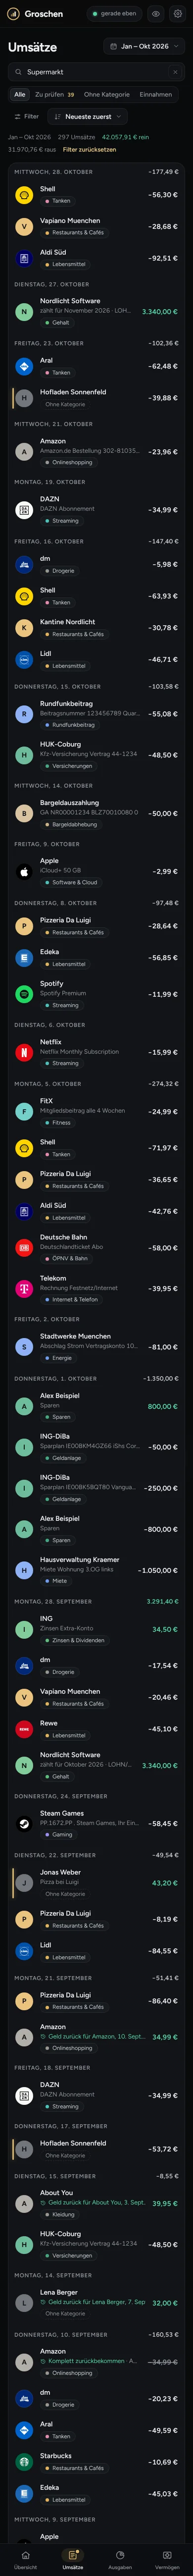 Groschen
gerade eben
Umsätze
Jan – Okt 2026
Supermarkt
Alle
Zu prüfen 39
Ohne Kategorie
Einnahmen
Filter
Neueste zuerst
Jan – Okt 2026 297 Umsätze 42.057,91 € rein
31.970,76 € raus Filter zurücksetzen
MITTWOCH, 28. OKTOBER −177,49 €
Shell
Tanken
−56,30 €
V
Vapiano Muenchen
Restaurants & Cafés
−28,68 €
Aldi Süd
Lebensmittel
−92,51 €
DIENSTAG, 27. OKTOBER
N
Nordlicht Software
zählt für November 2026 · LOH…
Gehalt
3.340,00 €
FREITAG, 23. OKTOBER −102,36 €
Aral
Tanken
−62,48 €
H
Hofladen Sonnenfeld
Ohne Kategorie
−39,88 €
MITTWOCH, 21. OKTOBER
A
Amazon
Amazon.de Bestellung 302-81035…
Onlineshopping
−23,96 €
MONTAG, 19. OKTOBER
DAZN
DAZN Abonnement
Streaming
−34,99 €
FREITAG, 16. OKTOBER −147,40 €
dm
Drogerie
−5,98 €
Shell
Tanken
−63,93 €
K
Kantine Nordlicht
Restaurants & Cafés
−30,78 €
Lidl
Lebensmittel
−46,71 €
DONNERSTAG, 15. OKTOBER −103,58 €
R
Rundfunkbeitrag
Beitragsnummer 123456789 Quar…
Rundfunkbeitrag
−55,08 €
H
HUK-Coburg
Kfz-Versicherung Vertrag 44-1234
Versicherungen
−48,50 €
MITTWOCH, 14. OKTOBER
B
Bargeldauszahlung
GA NR00001234 BLZ70010080 0
Bargeldabhebung
−50,00 €
FREITAG, 9. OKTOBER
Apple
iCloud+ 50 GB
Software & Cloud
−2,99 €
DONNERSTAG, 8. OKTOBER −97,48 €
P
Pizzeria Da Luigi
Restaurants & Cafés
−28,64 €
Edeka
Lebensmittel
−56,85 €
Spotify
Spotify Premium
Streaming
−11,99 €
DIENSTAG, 6. OKTOBER
Netflix
Netflix Monthly Subscription
Streaming
−15,99 €
MONTAG, 5. OKTOBER −274,32 €
F
FitX
Mitgliedsbeitrag alle 4 Wochen
Fitness
−24,99 €
Shell
Tanken
−71,97 €
P
Pizzeria Da Luigi
Restaurants & Cafés
−36,65 €
Aldi Süd
Lebensmittel
−42,76 €
Deutsche Bahn
Deutschlandticket Abo
ÖPNV & Bahn
−58,00 €
Telekom
Rechnung Festnetz/Internet
Internet & Telefon
−39,95 €
FREITAG, 2. OKTOBER
S
Stadtwerke Muenchen
Abschlag Strom Vertragskonto 10…
Energie
−81,00 €
DONNERSTAG, 1. OKTOBER −1.350,00 €
A
Alex Beispiel
Sparen
Sparen
800,00 €
I
ING-DiBa
Sparplan IE00BKM4GZ66 iShs Cor…
Geldanlage
−50,00 €
I
ING-DiBa
Sparplan IE00BK5BQT80 Vangua…
Geldanlage
−250,00 €
A
Alex Beispiel
Sparen
Sparen
−800,00 €
H
Hausverwaltung Kraemer
Miete Wohnung 3.OG links
Miete
−1.050,00 €
MONTAG, 28. SEPTEMBER 3.291,40 €
I
ING
Zinsen Extra-Konto
Zinsen & Dividenden
34,50 €
dm
Drogerie
−17,54 €
V
Vapiano Muenchen
Restaurants & Cafés
−20,46 €
REWE
Rewe
Lebensmittel
−45,10 €
N
Nordlicht Software
zählt für Oktober 2026 · LOHN/…
Gehalt
3.340,00 €
DONNERSTAG, 24. SEPTEMBER
Steam Games
PP.1672.PP . Steam Games, Ihr Ein…
Gaming
−58,45 €
DIENSTAG, 22. SEPTEMBER −49,54 €
J
Jonas Weber
Pizza bei Luigi
Ohne Kategorie
43,20 €
P
Pizzeria Da Luigi
Restaurants & Cafés
−8,19 €
Lidl
Lebensmittel
−84,55 €
MONTAG, 21. SEPTEMBER −51,41 €
P
Pizzeria Da Luigi
Restaurants & Cafés
−86,40 €
A
Amazon
Geld zurück für Amazon, 10. Sept…
Onlineshopping
34,99 €
FREITAG, 18. SEPTEMBER
DAZN
DAZN Abonnement
Streaming
−34,99 €
DONNERSTAG, 17. SEPTEMBER
H
Hofladen Sonnenfeld
Ohne Kategorie
−53,72 €
DIENSTAG, 15. SEPTEMBER −8,55 €
A
About You
Geld zurück für About You, 3. Sept.
Kleidung
39,95 €
H
HUK-Coburg
Kfz-Versicherung Vertrag 44-1234
Versicherungen
−48,50 €
MONTAG, 14. SEPTEMBER
L
Lena Berger
Geld zurück für Lena Berger, 7. Sep
Ohne Kategorie
32,00 €
DONNERSTAG, 10. SEPTEMBER −160,53 €
A
Amazon
Komplett zurückbekommen · A…
Onlineshopping
−34,99 €
dm
Drogerie
−20,23 €
Aral
Tanken
−49,59 €
Starbucks
Restaurants & Cafés
−10,69 €
Edeka
Lebensmittel
−45,03 €
MITTWOCH, 9. SEPTEMBER
Apple
Übersicht
Umsätze
Ausgaben
Vermögen